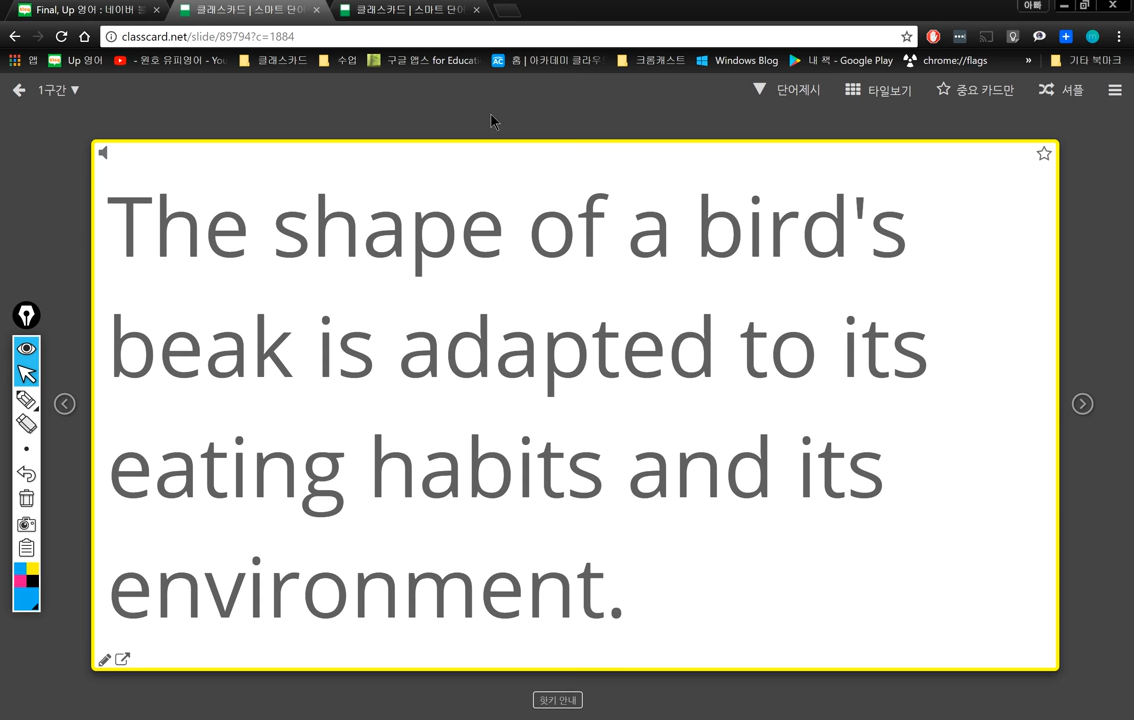 Final, Up 영어 : 네이버 블
클래스카드 | 스마트 단어
클래스카드 | 스마트 단어
아빠
classcard.net/slide/89794?c=1884
앱
Up 영어
- 원호 유피영어 - You
클래스카드
수업
구글 앱스 for Educati
홈 | 아카데미 클라우드
크롬캐스트
Windows Blog
내 책 - Google Play
chrome://flags
»
기타 북마크
1구간 ▼
단어제시
타일보기
중요 카드만
셔플
The shape of a bird's
beak is adapted to its
eating habits and its
environment.
핫키 안내